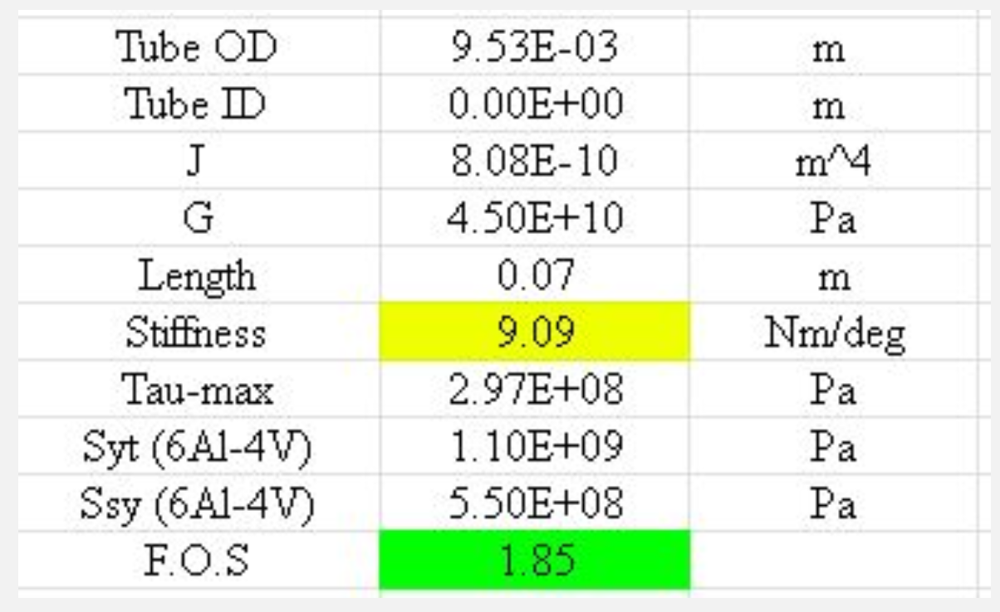 Tube OD 9.53E-03 m
Tube ID 0.00E+00 m
J 8.08E-10 m^4
G 4.50E+10 Pa
Length 0.07 m
Stiffness 9.09 Nm/deg
Tau-max 2.97E+08 Pa
Syt (6Al-4V) 1.10E+09 Pa
Ssy (6Al-4V) 5.50E+08 Pa
F.O.S 1.85